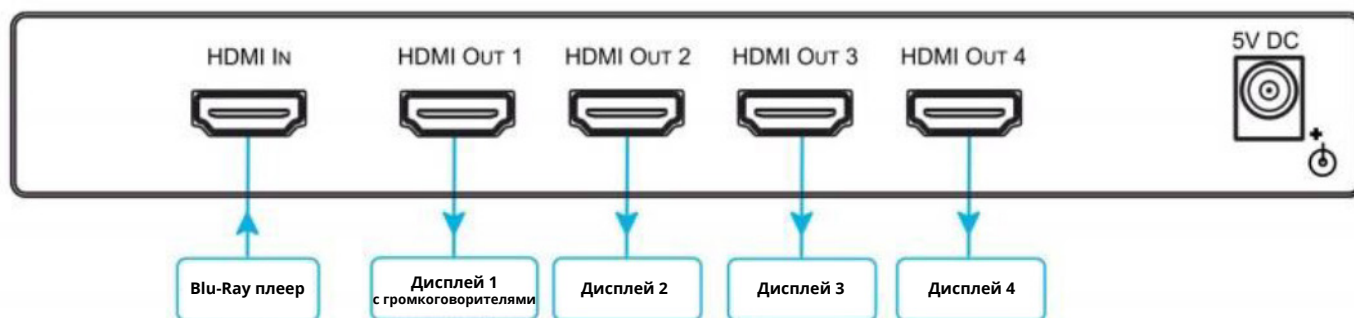 HDMI IN
HDMI OUT 1
HDMI OUT 2
HDMI OUT 3
HDMI OUT 4
5V DC
+
Blu-Ray плеер
Дисплей 1
с громкоговорителями
Дисплей 2
Дисплей 3
Дисплей 4